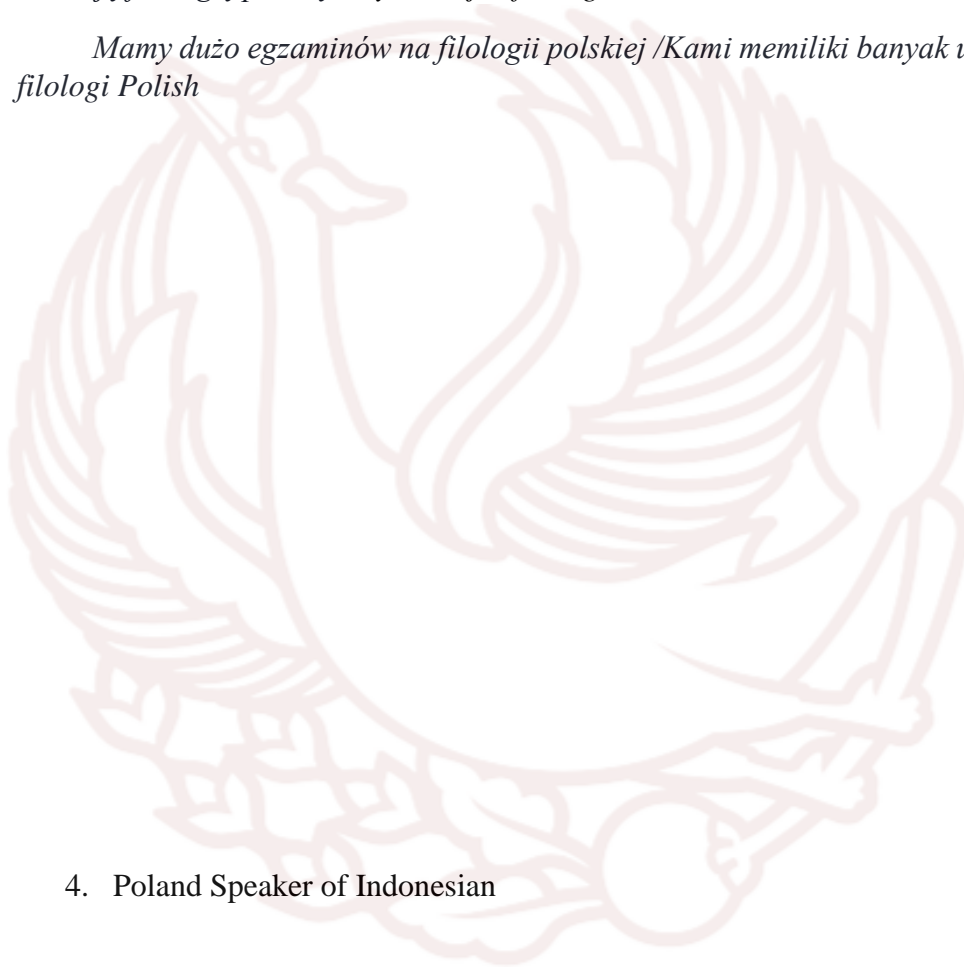 Mamy dużo egzaminów na filologii polskiej /Kami memiliki banyak
filologi Polish
4. Poland Speaker of Indonesian